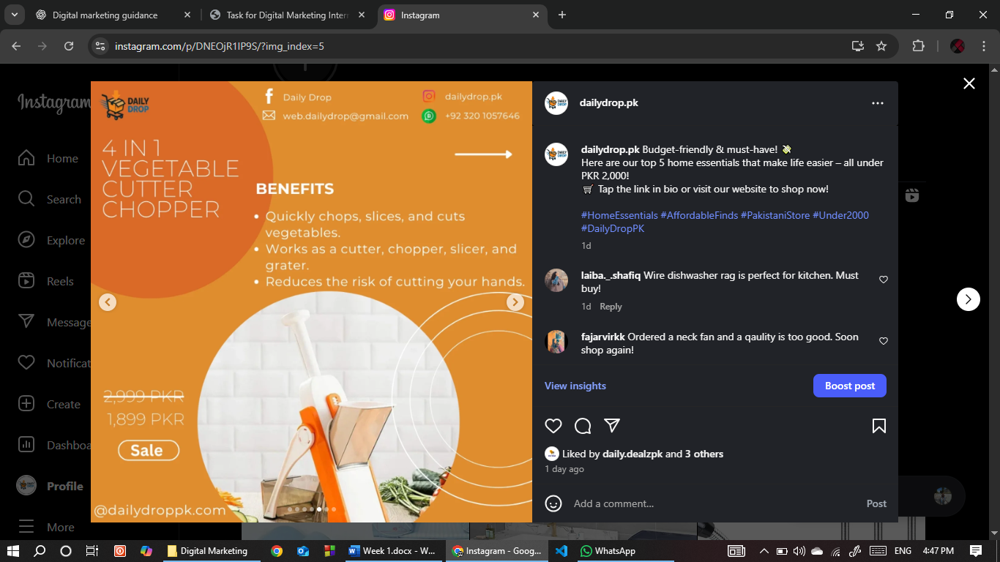 Digital marketing guidance
Task for Digital Marketing Inter
Instagram
instagram.com/p/DNEOjR1IP9S/?img_index=5
Instagram
Home
Search
Explore
Reels
Message
Notificat
Create
Dashboa
Profile
More
DAILY
DROP
Daily Drop
dailydrop.pk
web.dailydrop@gmail.com
+92 320 1057646
4 IN 1
VEGETABLE
CUTTER
CHOPPER
BENEFITS
• Quickly chops, slices, and cuts
vegetables.
• Works as a cutter, chopper, slicer, and
grater.
• Reduces the risk of cutting your hands.
2,999 PKR
1,899 PKR
Sale
@dailydroppk.com
dailydrop.pk
dailydrop.pk Budget-friendly & must-have! 💸
Here are our top 5 home essentials that make life easier – all under
PKR 2,000!
🛒 Tap the link in bio or visit our website to shop now!
#HomeEssentials #AffordableFinds #PakistaniStore #Under2000
#DailyDropPK
1d
laiba._.shafiq Wire dishwasher rag is perfect for kitchen. Must
buy!
1d Reply
fajarvirkk Ordered a neck fan and a qaulity is too good. Soon
shop again!
View insights
Boost post
Liked by daily.dealzpk and 3 others
1 day ago
Add a comment...
Post
Digital Marketing
Week 1.docx - W...
Instagram - Goog...
WhatsApp
ENG
4:47 PM